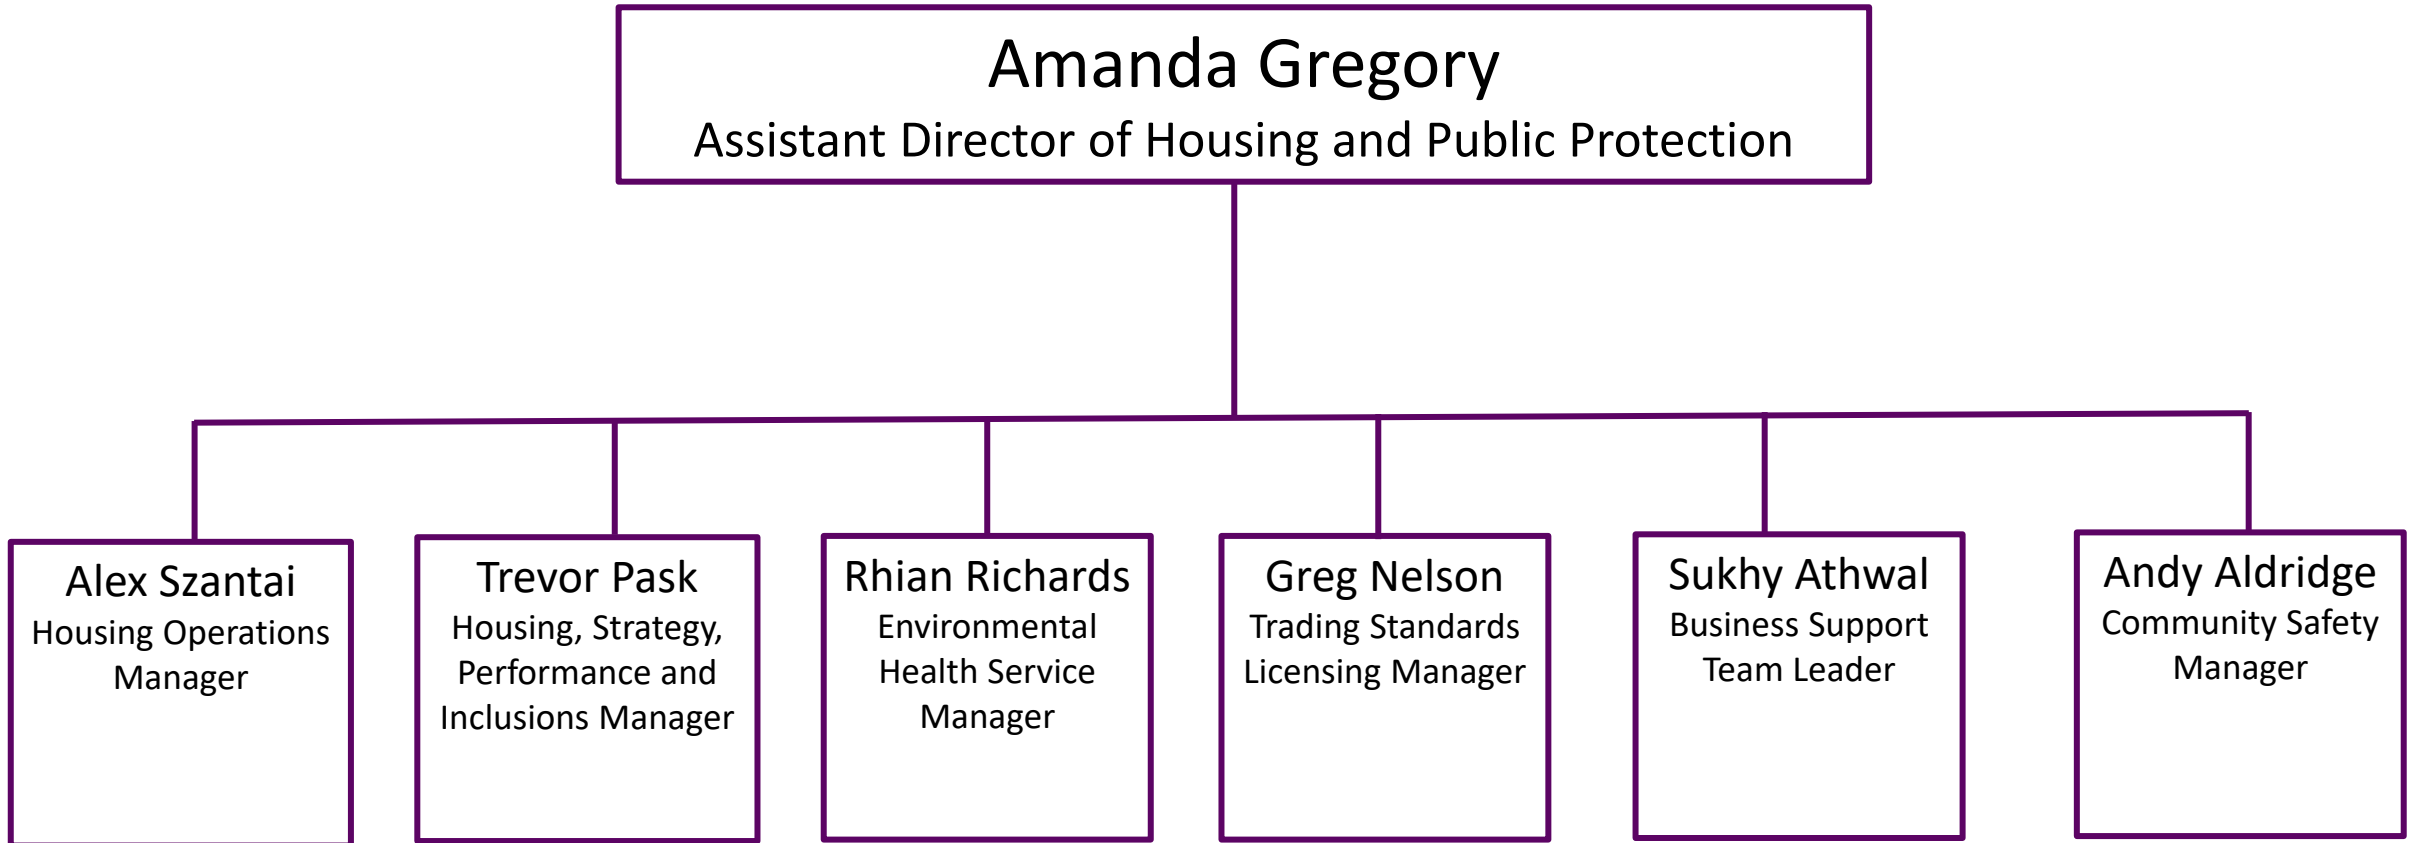 Amanda Gregory
Assistant Director of Housing and Public Protection
Alex Szantai
Housing Operations
Manager
Trevor Pask
Housing, Strategy,
Performance and
Inclusions Manager
Rhian Richards
Environmental
Health Service
Manager
Greg Nelson
Trading Standards
Licensing Manager
Sukhy Athwal
Business Support
Team Leader
Andy Aldridge
Community Safety
Manager